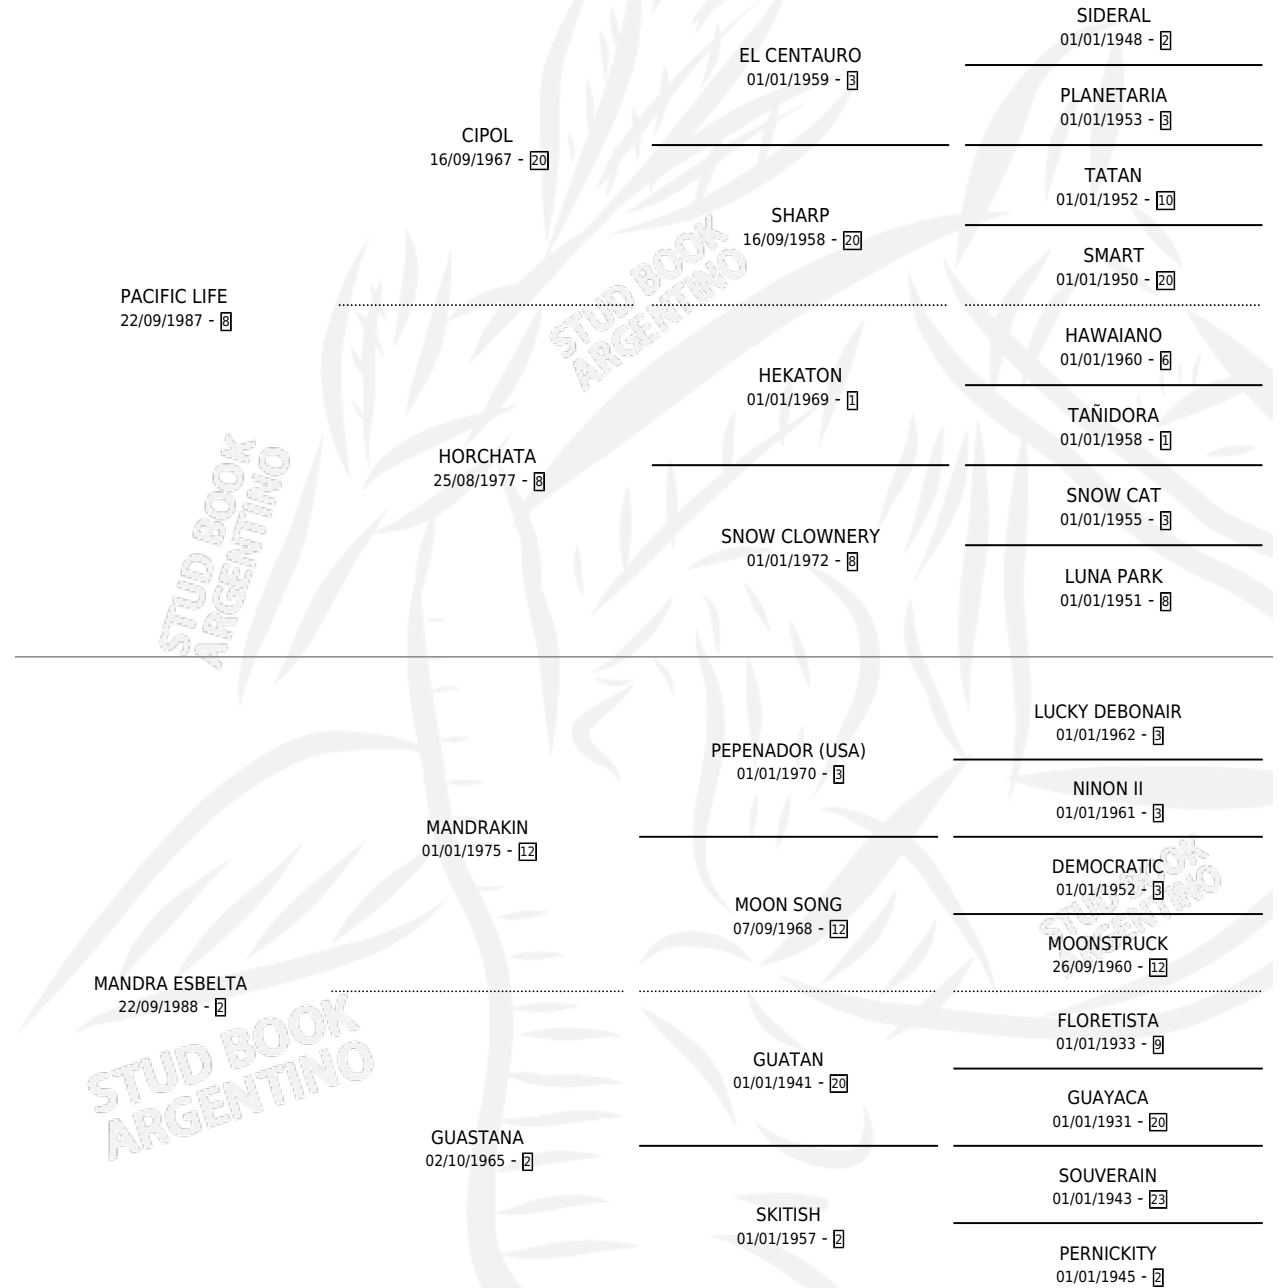 SIDERAL
01/01/1948 - 2
EL CENTAURO
01/01/1959 - 3
PLANETARIA
01/01/1953 - 3
CIPOL
16/09/1967 - 20
TATAN
01/01/1952 - 10
SHARP
16/09/1958 - 20
SMART
01/01/1950 - 20
PACIFIC LIFE
22/09/1987 - 8
HAWAIANO
01/01/1960 - 6
HEKATON
01/01/1969 - 1
TAÑIDORA
01/01/1958 - 1
HORCHATA
25/08/1977 - 8
SNOW CAT
01/01/1955 - 3
SNOW CLOWNERY
01/01/1972 - 8
LUNA PARK
01/01/1951 - 8
STUD BOOK
ARGENTINO
STUD BOOK
ARGENTINO
LUCKY DEBONAIR
01/01/1962 - 3
PEPENADOR (USA)
01/01/1970 - 3
NINON II
01/01/1961 - 3
MANDRAKIN
01/01/1975 - 12
DEMOCRATIC
01/01/1952 - 3
MOON SONG
07/09/1968 - 12
MOONSTRUCK
26/09/1960 - 12
MANDRA ESBELTA
22/09/1988 - 2
FLORETISTA
01/01/1933 - 9
GUATAN
01/01/1941 - 20
GUAYACA
01/01/1931 - 20
GUASTANA
02/10/1965 - 2
SOUVERAIN
01/01/1943 - 23
SKITISH
01/01/1957 - 2
PERNICKITY
01/01/1945 - 2
STUD BOOK
ARGENTINO
STUD BOOK
ARGENTINO